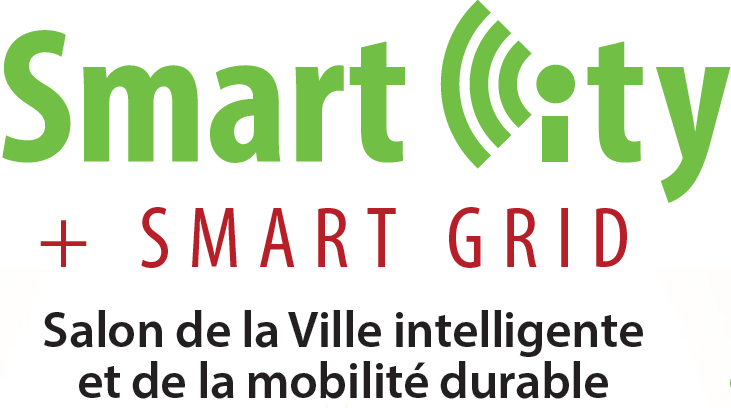 Smart City
+ SMART GRID
Salon de la Ville intelligente
et de la mobilité durable